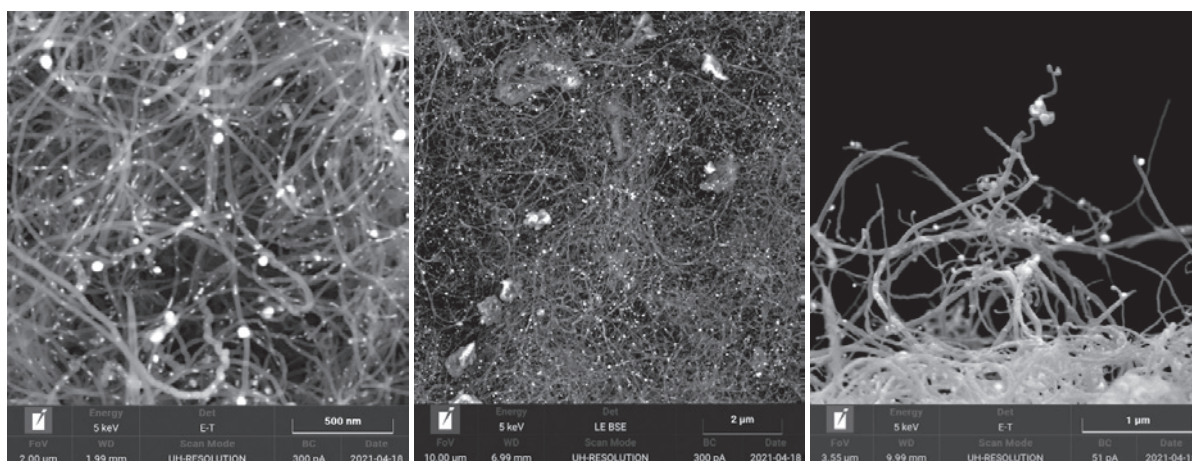 Energy Det 500 nm
5 keV E-T
FoV WD Scan Mode BC Date
2.00 μm 1.99 mm UH-RESOLUTION 300 pA 2021-04-18
Energy Det 2 μm
5 keV LE BSE
FoV WD Scan Mode BC Date
10.00 μm 6.99 mm UH-RESOLUTION 300 pA 2021-04-18
Energy Det 1 μm
5 keV E-T
FoV WD Scan Mode BC Date
3.55 μm 9.99 mm UH-RESOLUTION 51 pA